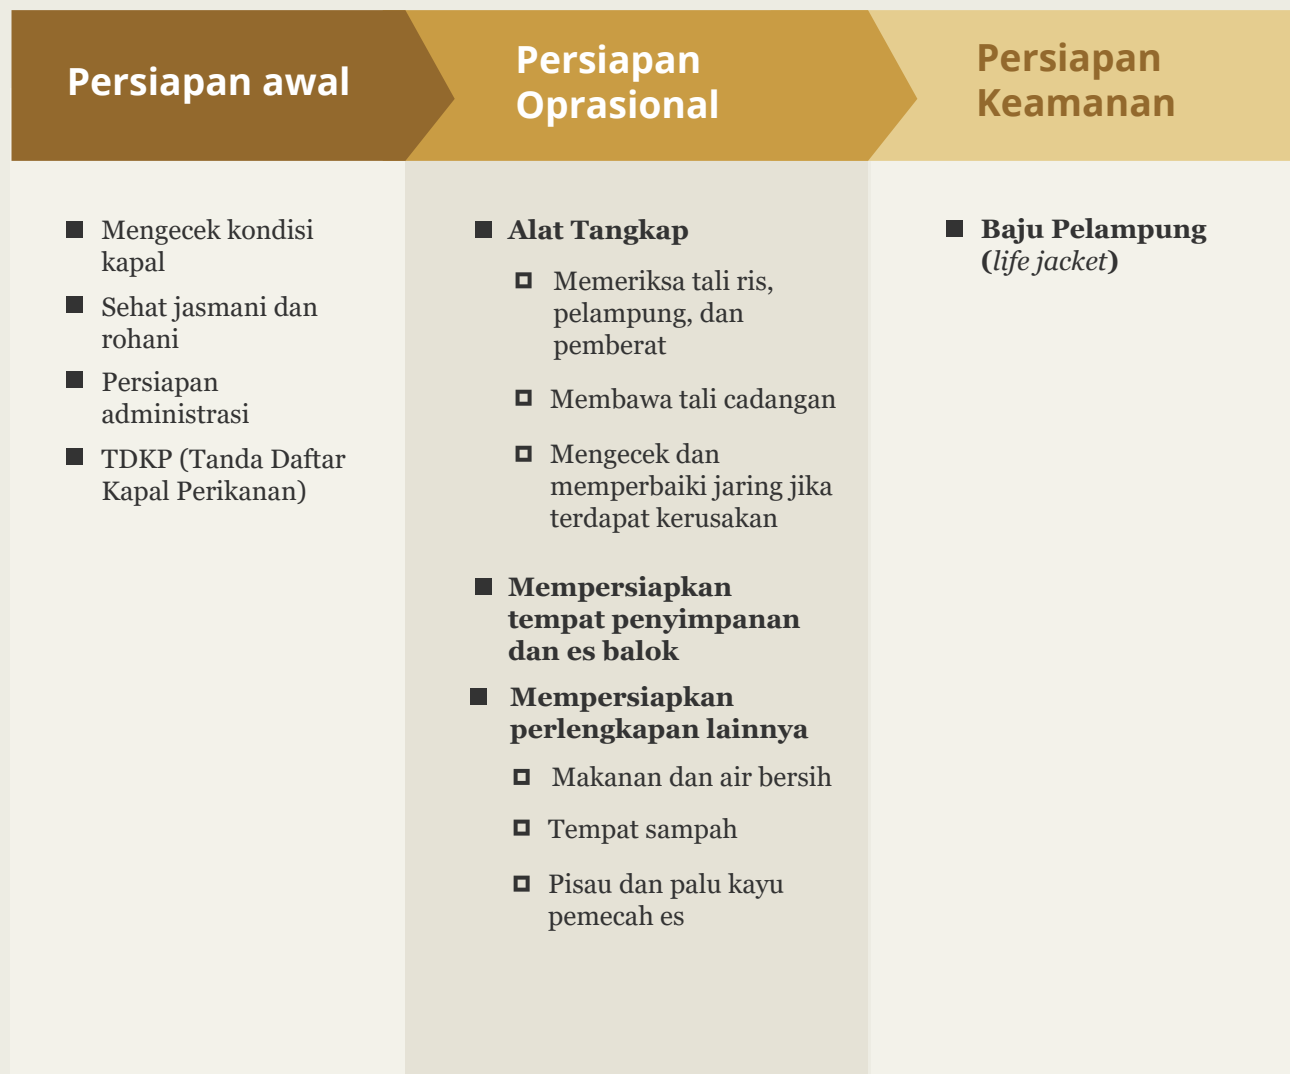 Persiapan awal
Persiapan
Oprasional
Persiapan
Keamanan
Mengecek kondisi
kapal
Sehat jasmani dan
rohani
Persiapan
administrasi
TDKP (Tanda Daftar
Kapal Perikanan)
Alat Tangkap
Memeriksa tali ris,
pelampung, dan
pemberat
Membawa tali cadangan
Mengecek dan
memperbaiki jaring jika
terdapat kerusakan
Mempersiapkan
tempat penyimpanan
dan es balok
Mempersiapkan
perlengkapan lainnya
Makanan dan air bersih
Tempat sampah
Pisau dan palu kayu
pemecah es
Baju Pelampung
(life jacket)